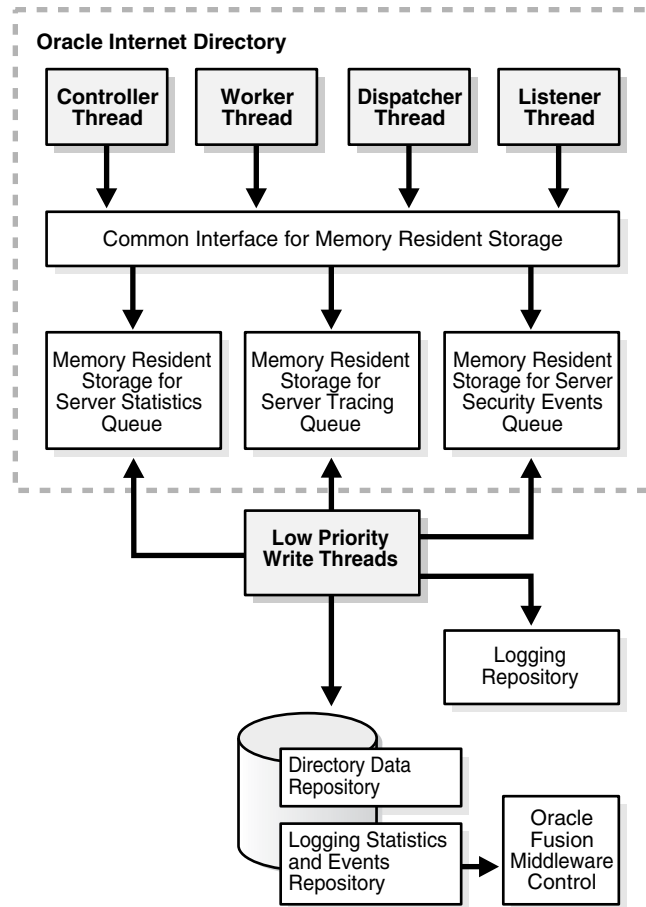 Oracle Internet Directory
Controller
Thread
Worker
Thread
Dispatcher
Thread
Listener
Thread
Common Interface for Memory Resident Storage
Memory Resident
Storage for
Server Statistics
Queue
Memory Resident
Storage for
Server Tracing
Queue
Memory Resident
Storage for Server
Security Events
Queue
Low Priority
Write Threads
Logging
Repository
Directory Data
Repository
Logging Statistics
and Events
Repository
Oracle
Fusion
Middleware
Control